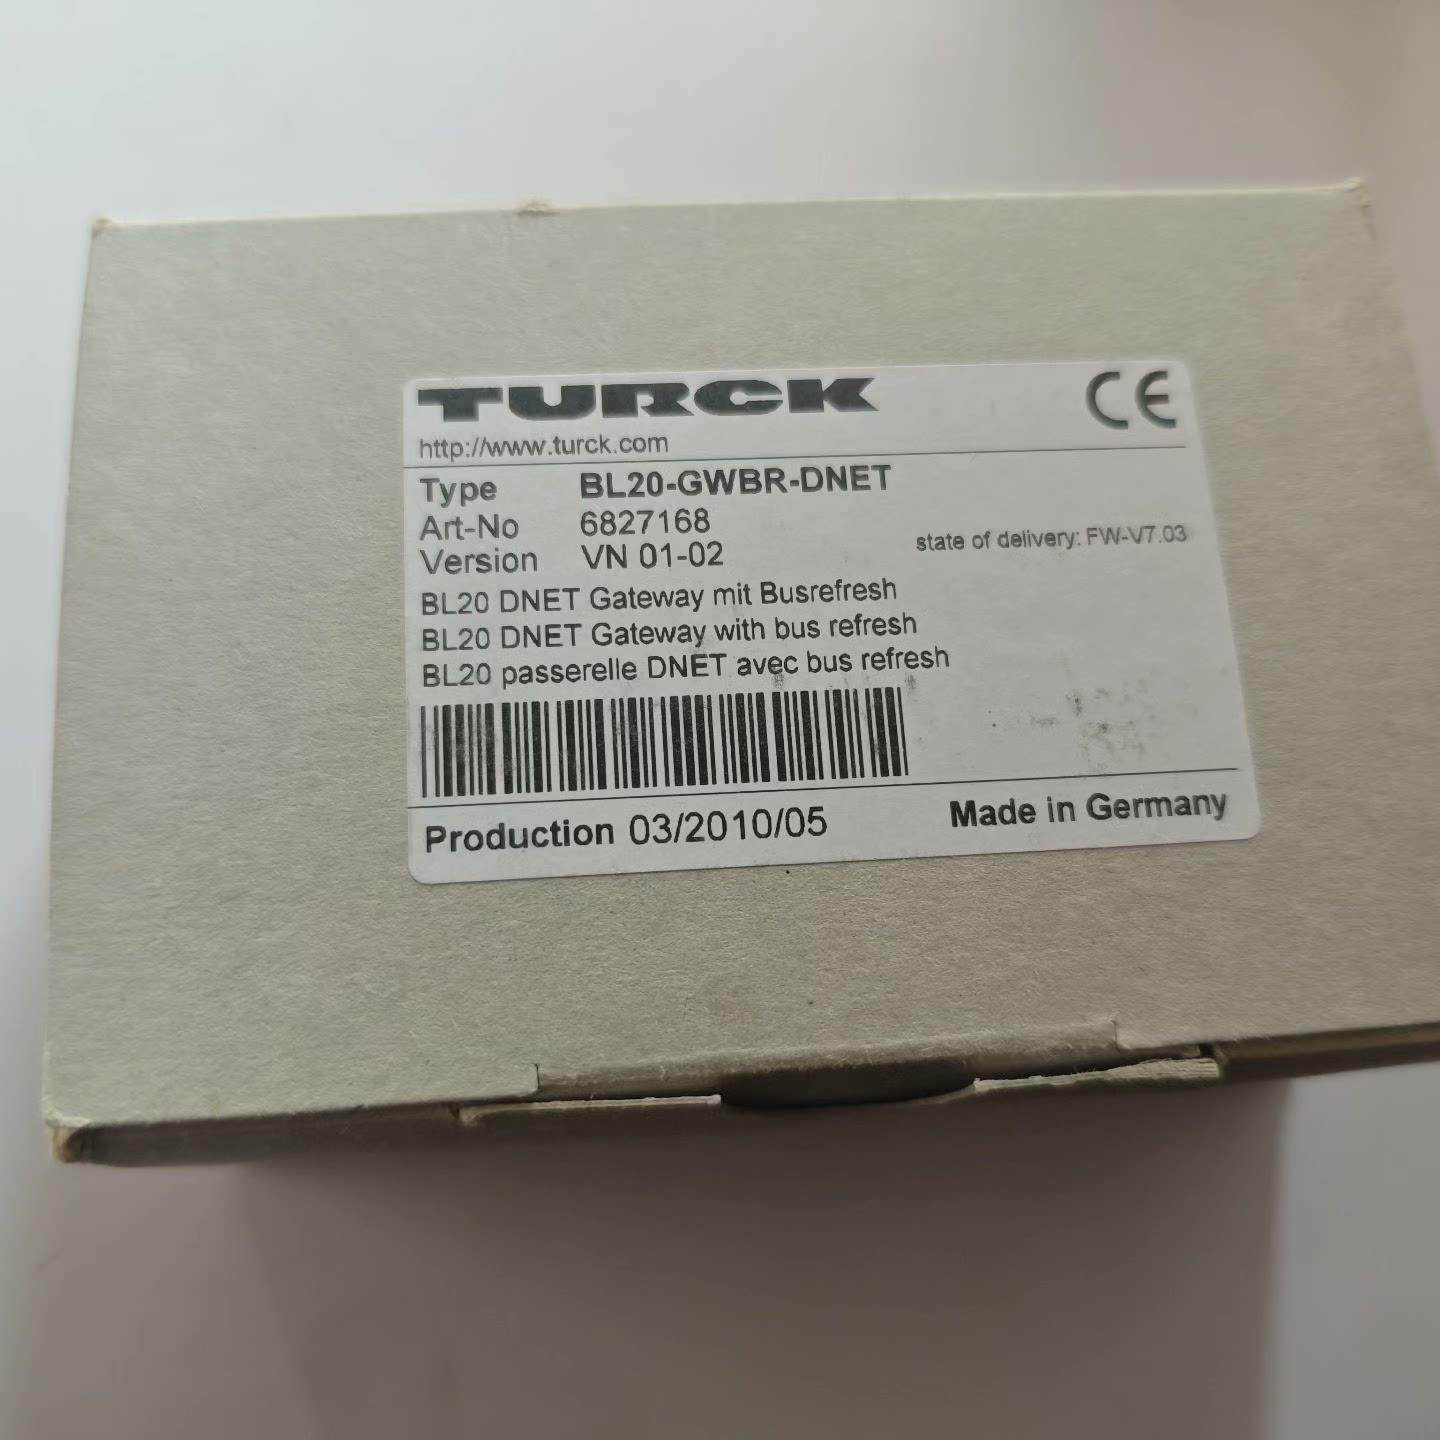 TURCK CE
http://www.turck.com
Type BL20-GWBR-DNET
Art-No 6827168
Version VN 01-02 state of delivery: FW-V7.03
BL20 DNET Gateway mit Busrefresh
BL20 DNET Gateway with bus refresh
BL20 passerelle DNET avec bus refresh
Production 03/2010/05 Made in Germany